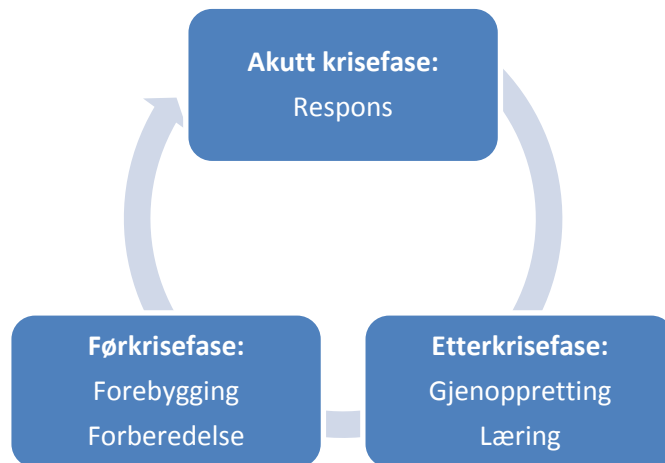 Akutt krisefase:
Respons
Førkrisefase:
Forebygging
Forberedelse
Etterkrisefase:
Gjenoppretting
Læring